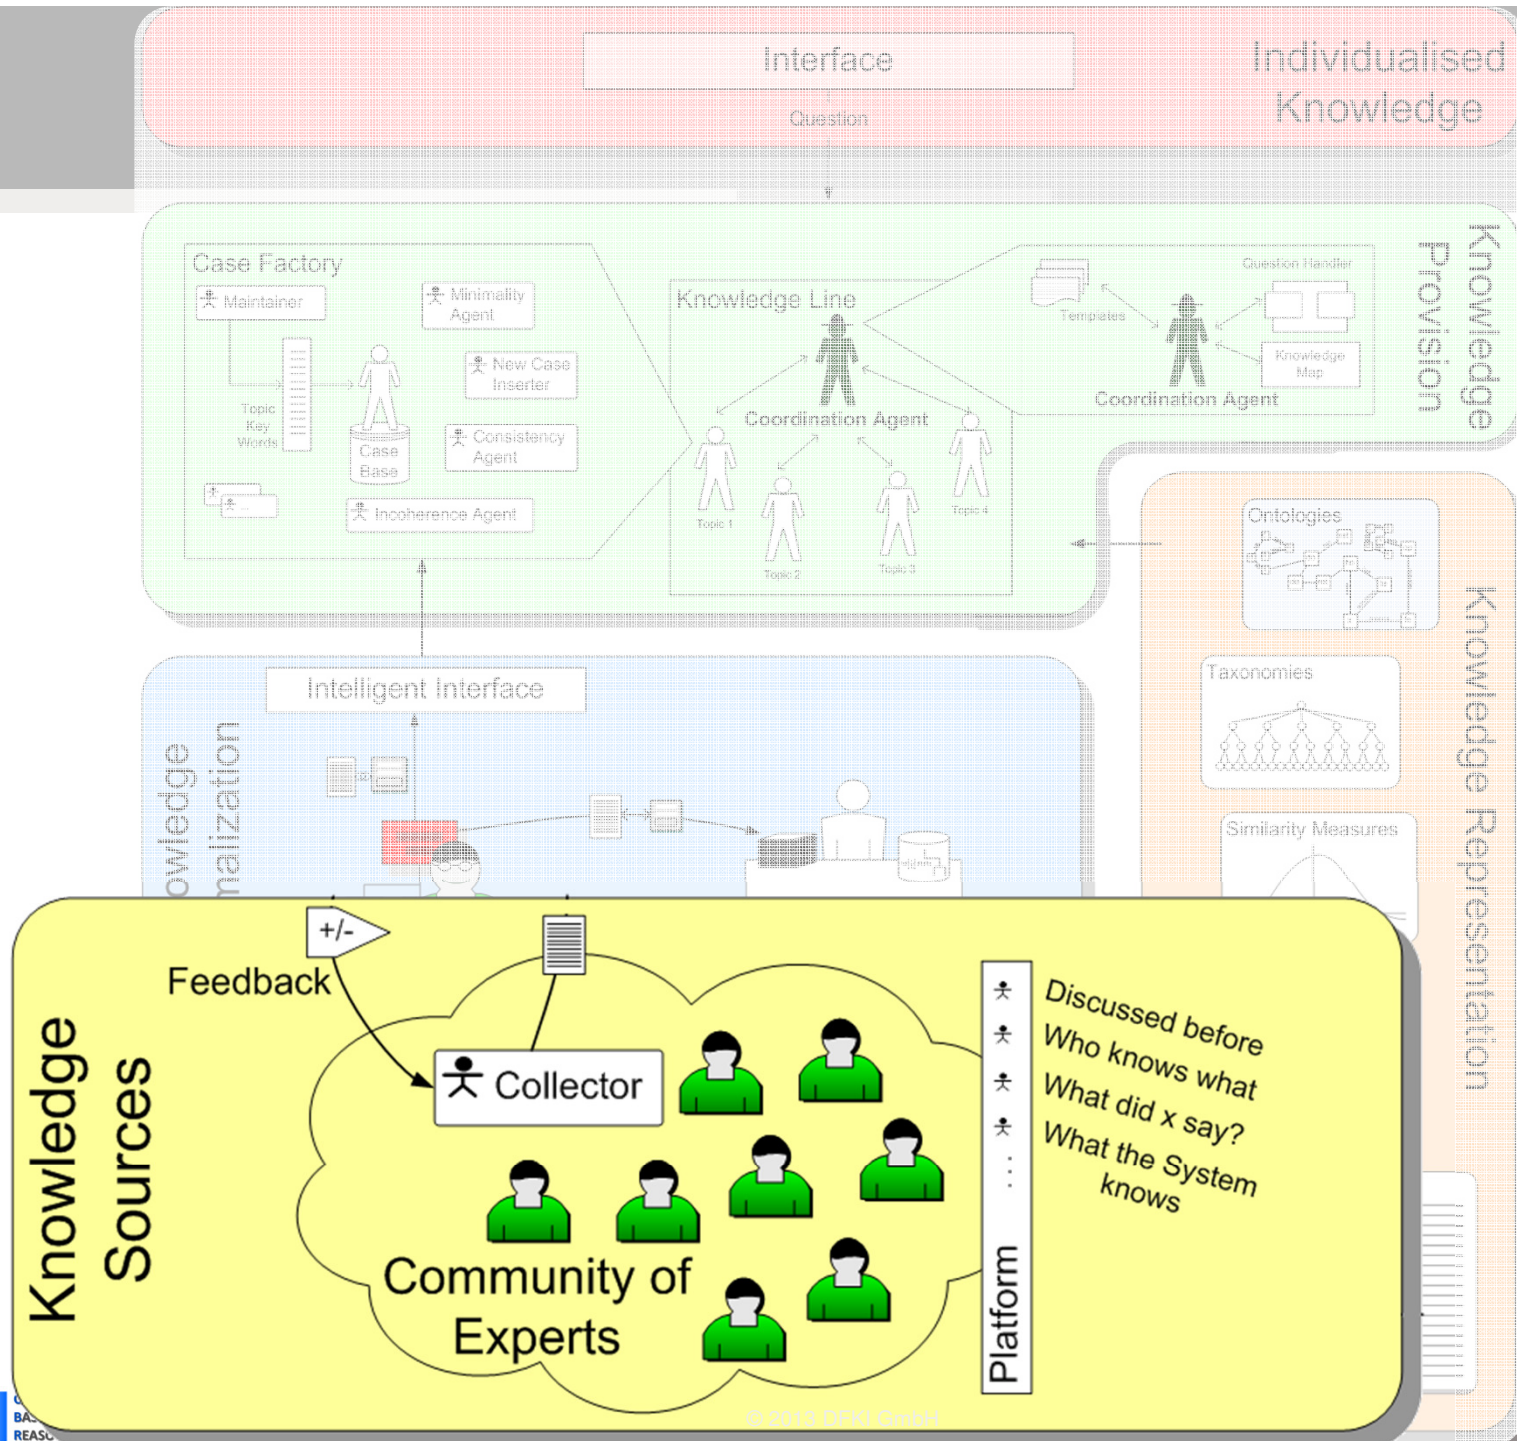 Interface
Individualised
Knowledge
Question
Case Factory
Maintainer
Minimality
Agent
New Case
Inserter
Topic
Key
Words
Case
Base
Consistency
Agent
Incoherence Agent
Knowledge Line
Coordination Agent
Topic 1
Topic 2
Topic 3
Topic 4
Templates
Question Handler
Knowledge
Map
Coordination Agent
Knowledge
Provision
Ontologies
Taxonomies
Similarity Measures
Knowledge Representation
Intelligent Interface
+/-
Feedback
Knowledge
Sources
Collector
Community of
Experts
Platform
Discussed before
Who knows what
What did x say?
What the System
knows
...
© 2013 DFKI GmbH